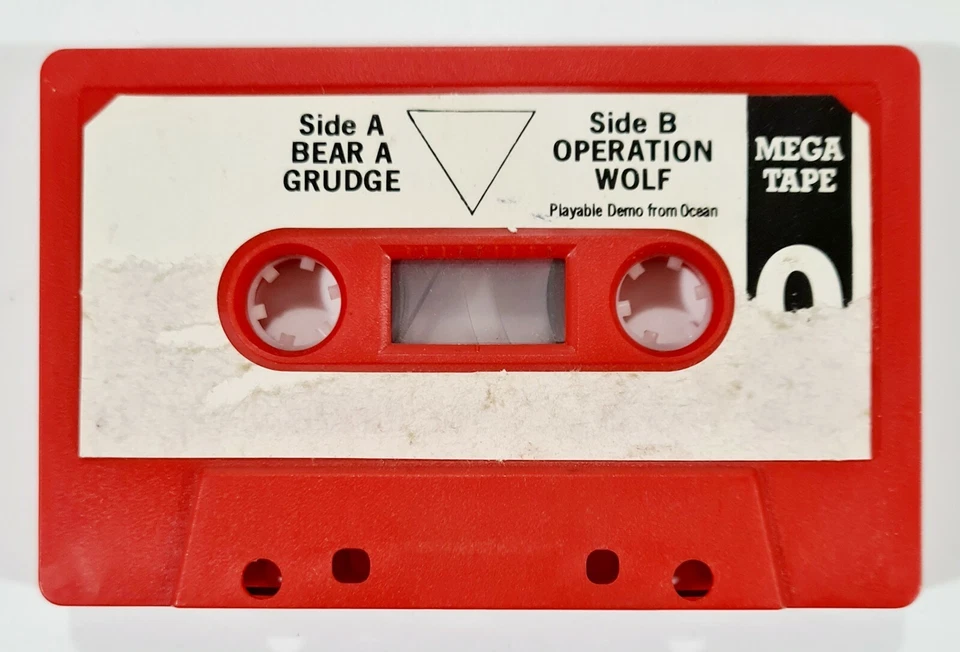 Side A
BEAR A
GRUDGE
Side B
OPERATION
WOLF
Playable Demo from Ocean
MEGA
TAPE